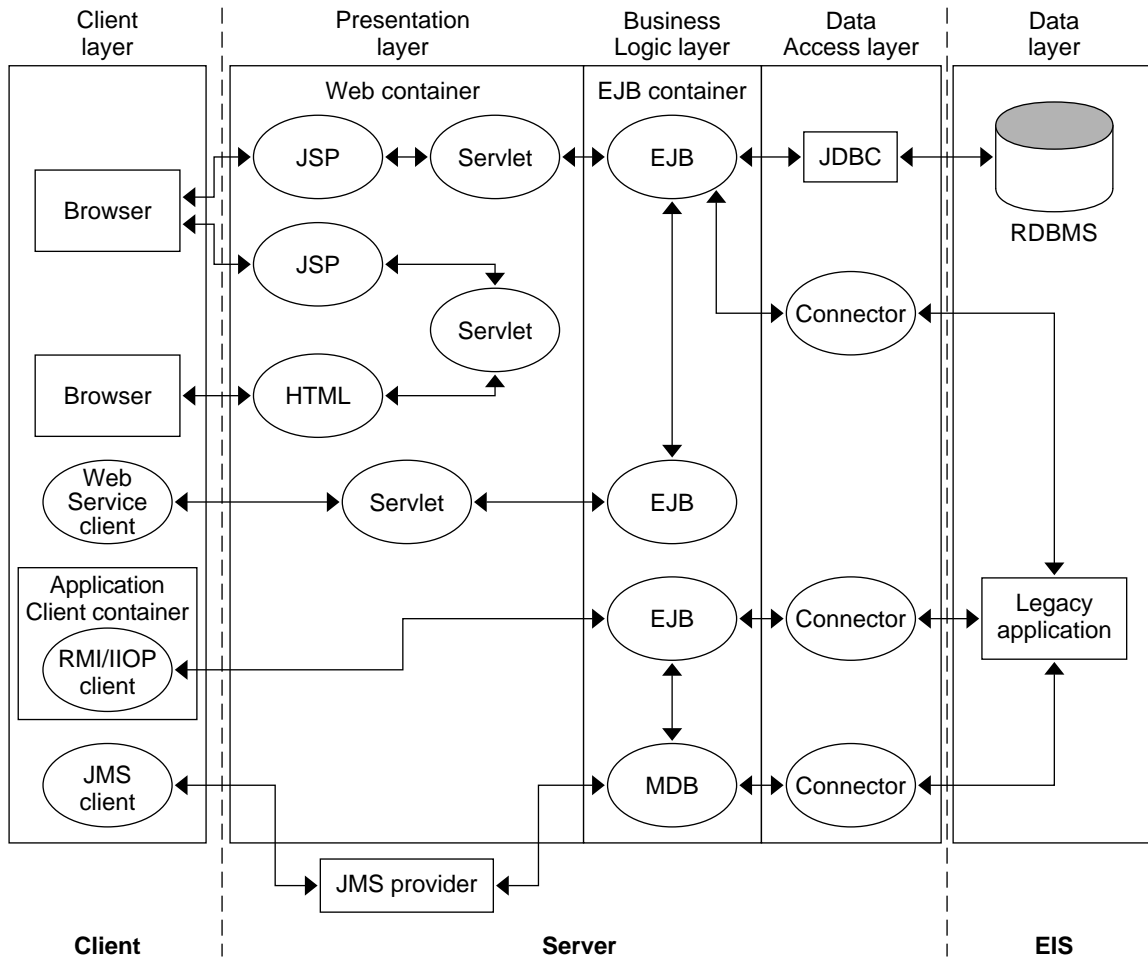 Client
layer
Presentation
layer
Business
Logic layer
Data
Access layer
Data
layer
Web container
EJB container
JSP
Servlet
EJB
JDBC
RDBMS
Browser
JSP
Servlet
Connector
Browser
HTML
Web
Service
client
Servlet
EJB
Application
Client container
RMI/IIOP
client
EJB
Connector
Legacy
application
JMS
client
MDB
Connector
JMS provider
Client
Server
EIS